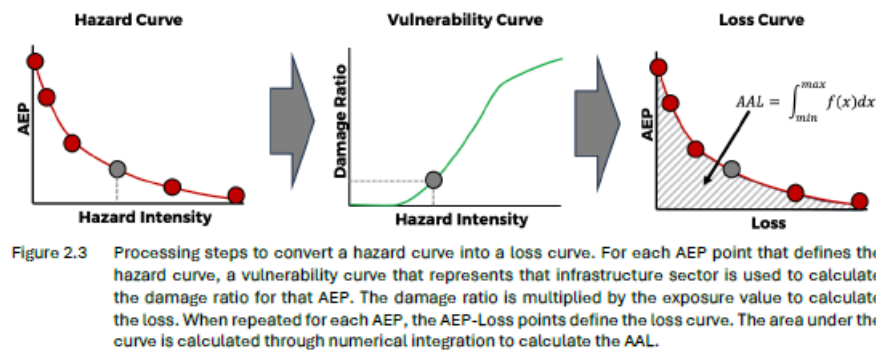 Hazard Curve
Vulnerability Curve
Loss Curve
AEP
Hazard Intensity
Damage Ratio
Hazard Intensity
AEP
AAL = ∫_{min}^{max} f(x)dx
Loss
Figure 2.3 Processing steps to convert a hazard curve into a loss curve. For each AEP point that defines the
hazard curve, a vulnerability curve that represents that infrastructure sector is used to calculate
the damage ratio for that AEP. The damage ratio is multiplied by the exposure value to calculate
the loss. When repeated for each AEP, the AEP-Loss points define the loss curve. The area under the
curve is calculated through numerical integration to calculate the AAL.